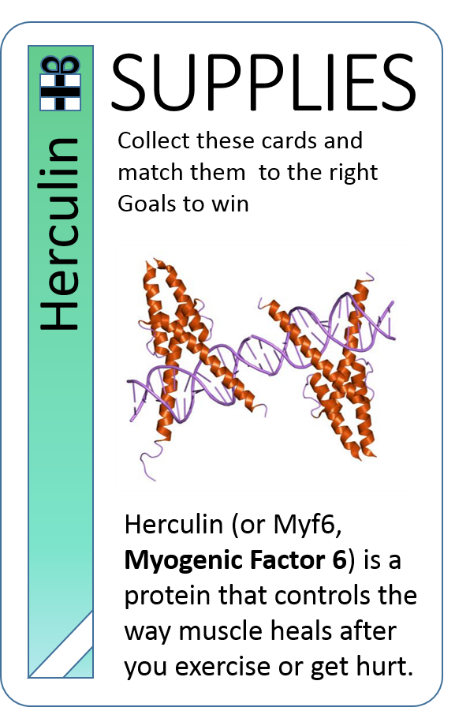 Herculin
SUPPLIES
Collect these cards and
match them  to the right
Goals to win
Herculin (or Myf6,
Myogenic Factor 6) is a
protein that controls the
way muscle heals after
you exercise or get hurt.